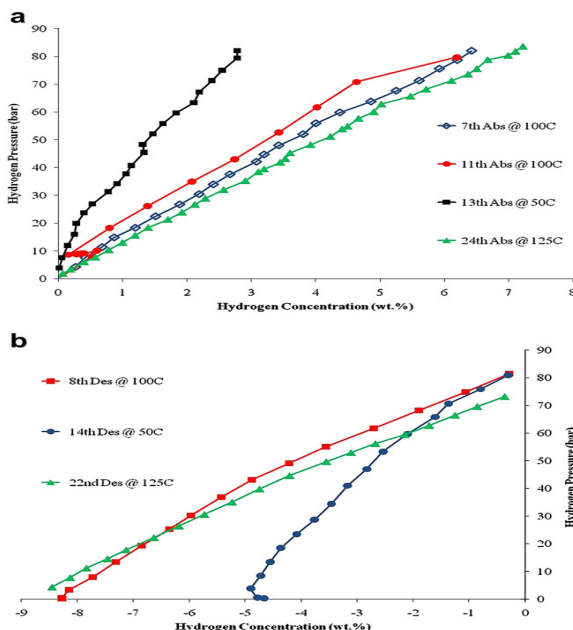 a
90
80
70
60
50
40
30
20
10
0
Hydrogen Pressure (bar)
7th Abs @ 100C
11th Abs @ 100C
13th Abs @ 50C
24th Abs @ 125C
0 1 2 3 4 5 6 7 8
Hydrogen Concentration (wt.%)
b
8th Des @ 100C
14th Des @ 50C
22nd Des @ 125C
90
80
70
60
50
40
30
20
10
0
Hydrogen Pressure (bar)
-9 -8 -7 -6 -5 -4 -3 -2 -1 0
Hydrogen Concentration (wt.%)